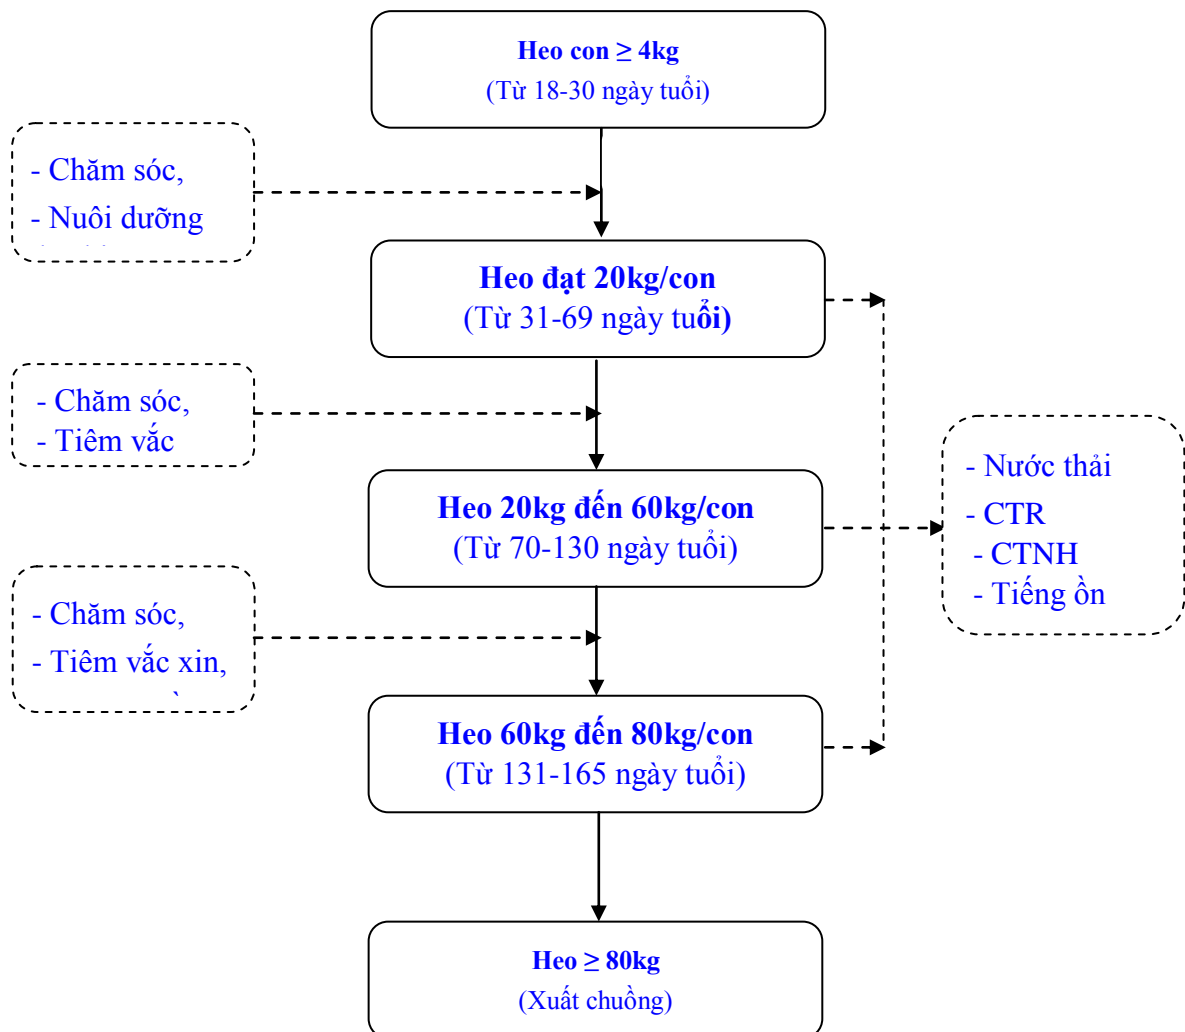 Heo con ≥ 4kg
(Từ 18-30 ngày tuổi)
- Chăm sóc,
- Nuôi dưỡng
Heo đạt 20kg/con
(Từ 31-69 ngày tuổi)
- Chăm sóc,
- Tiêm vắc
Heo 20kg đến 60kg/con
(Từ 70-130 ngày tuổi)
- Nước thải
- CTR
- CTNH
- Tiếng ồn
- Chăm sóc,
- Tiêm vắc xin,
Heo 60kg đến 80kg/con
(Từ 131-165 ngày tuổi)
Heo ≥ 80kg
(Xuất chuồng)